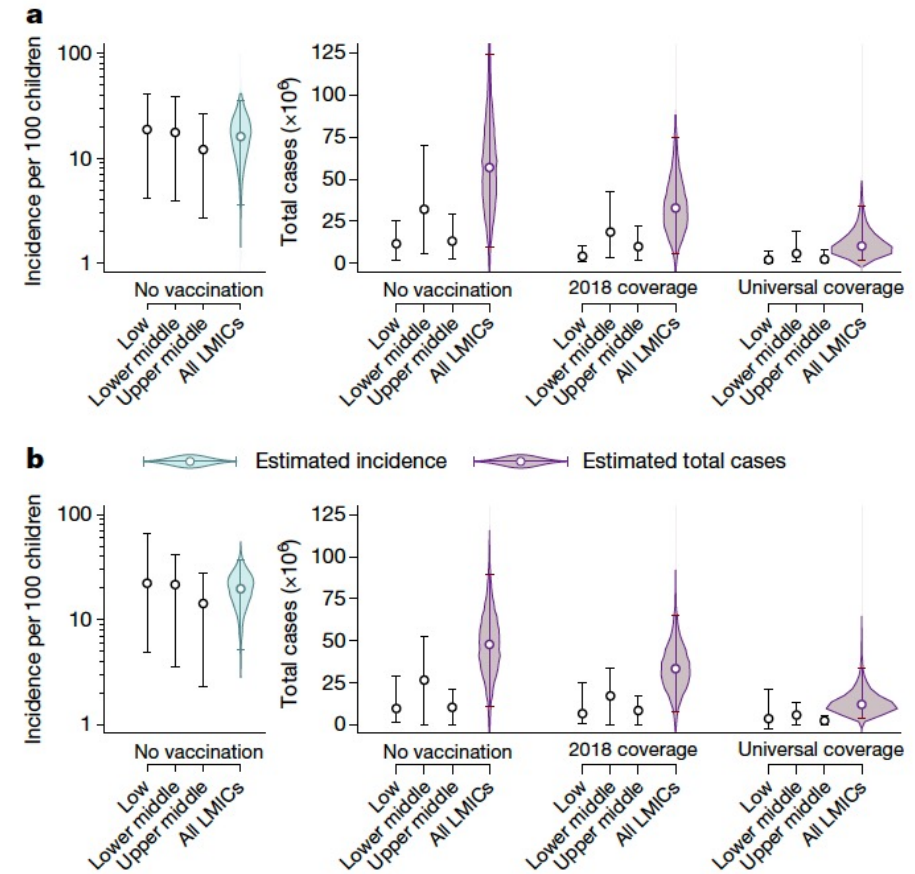 a
Incidence per 100 children
100
10
1
No vaccination
Low
Lower middle
Upper middle
All LMICs
Total cases (×10⁶)
125
100
75
50
25
0
No vaccination
2018 coverage
Universal coverage
Low
Lower middle
Upper middle
All LMICs
Low
Lower middle
Upper middle
All LMICs
Low
Lower middle
Upper middle
All LMICs
b
Estimated incidence
Estimated total cases
Incidence per 100 children
100
10
1
No vaccination
Low
Lower middle
Upper middle
All LMICs
Total cases (×10⁶)
125
100
75
50
25
0
No vaccination
2018 coverage
Universal coverage
Low
Lower middle
Upper middle
All LMICs
Low
Lower middle
Upper middle
All LMICs
Low
Lower middle
Upper middle
All LMICs